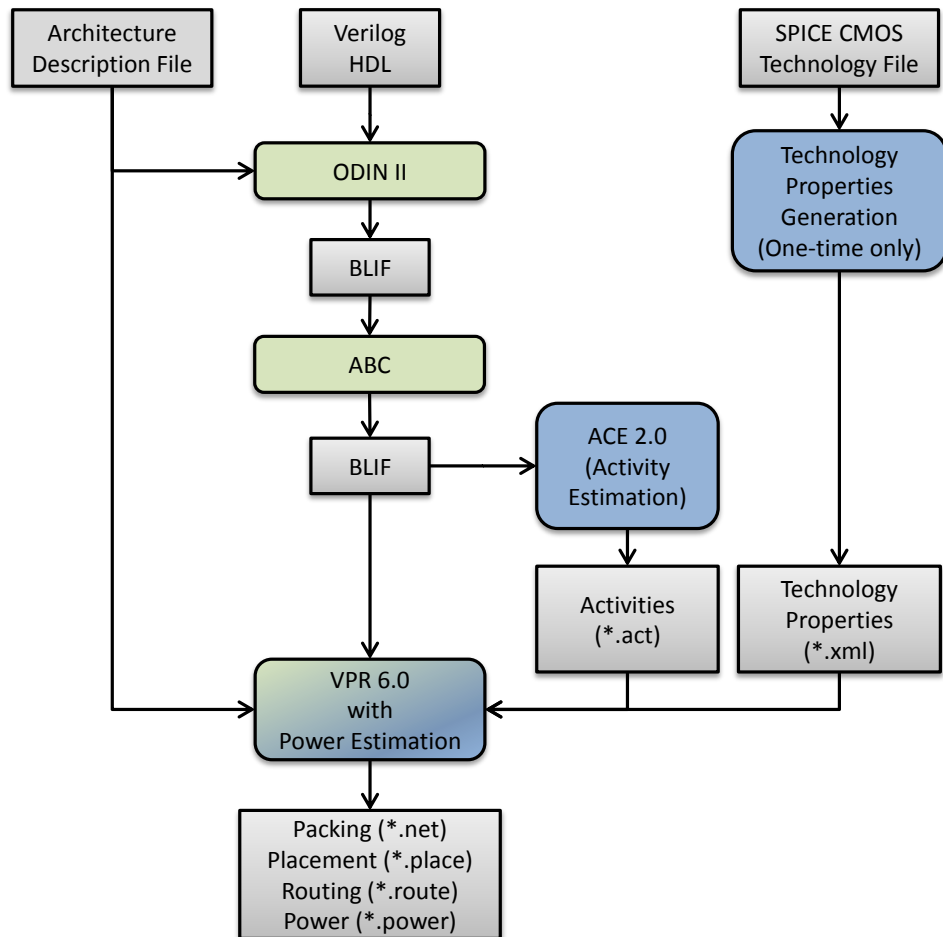 Architecture
Description File
Verilog
HDL
SPICE CMOS
Technology File
ODIN II
Technology
Properties
Generation
(One-time only)
BLIF
ABC
BLIF
ACE 2.0
(Activity
Estimation)
Activities
(*.act)
Technology
Properties
(*.xml)
VPR 6.0
with
Power Estimation
Packing (*.net)
Placement (*.place)
Routing (*.route)
Power (*.power)